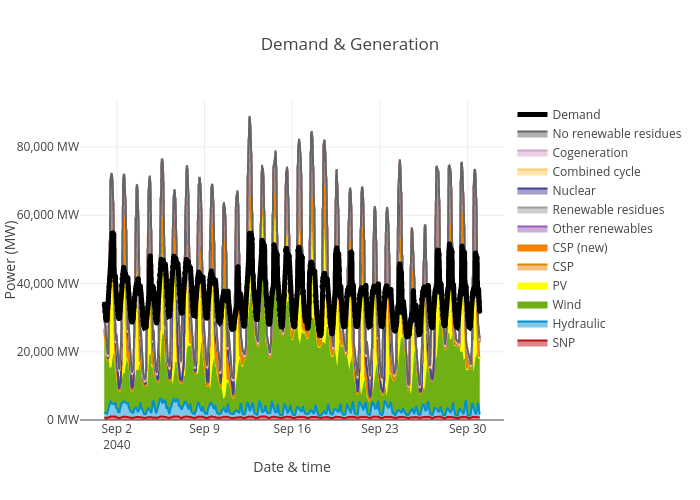 Demand & Generation
80,000 MW
60,000 MW
40,000 MW
20,000 MW
0 MW
Power (MW)
Sep 2
2040
Sep 9
Sep 16
Sep 23
Sep 30
Date & time
Demand
No renewable residues
Cogeneration
Combined cycle
Nuclear
Renewable residues
Other renewables
CSP (new)
CSP
PV
Wind
Hydraulic
SNP